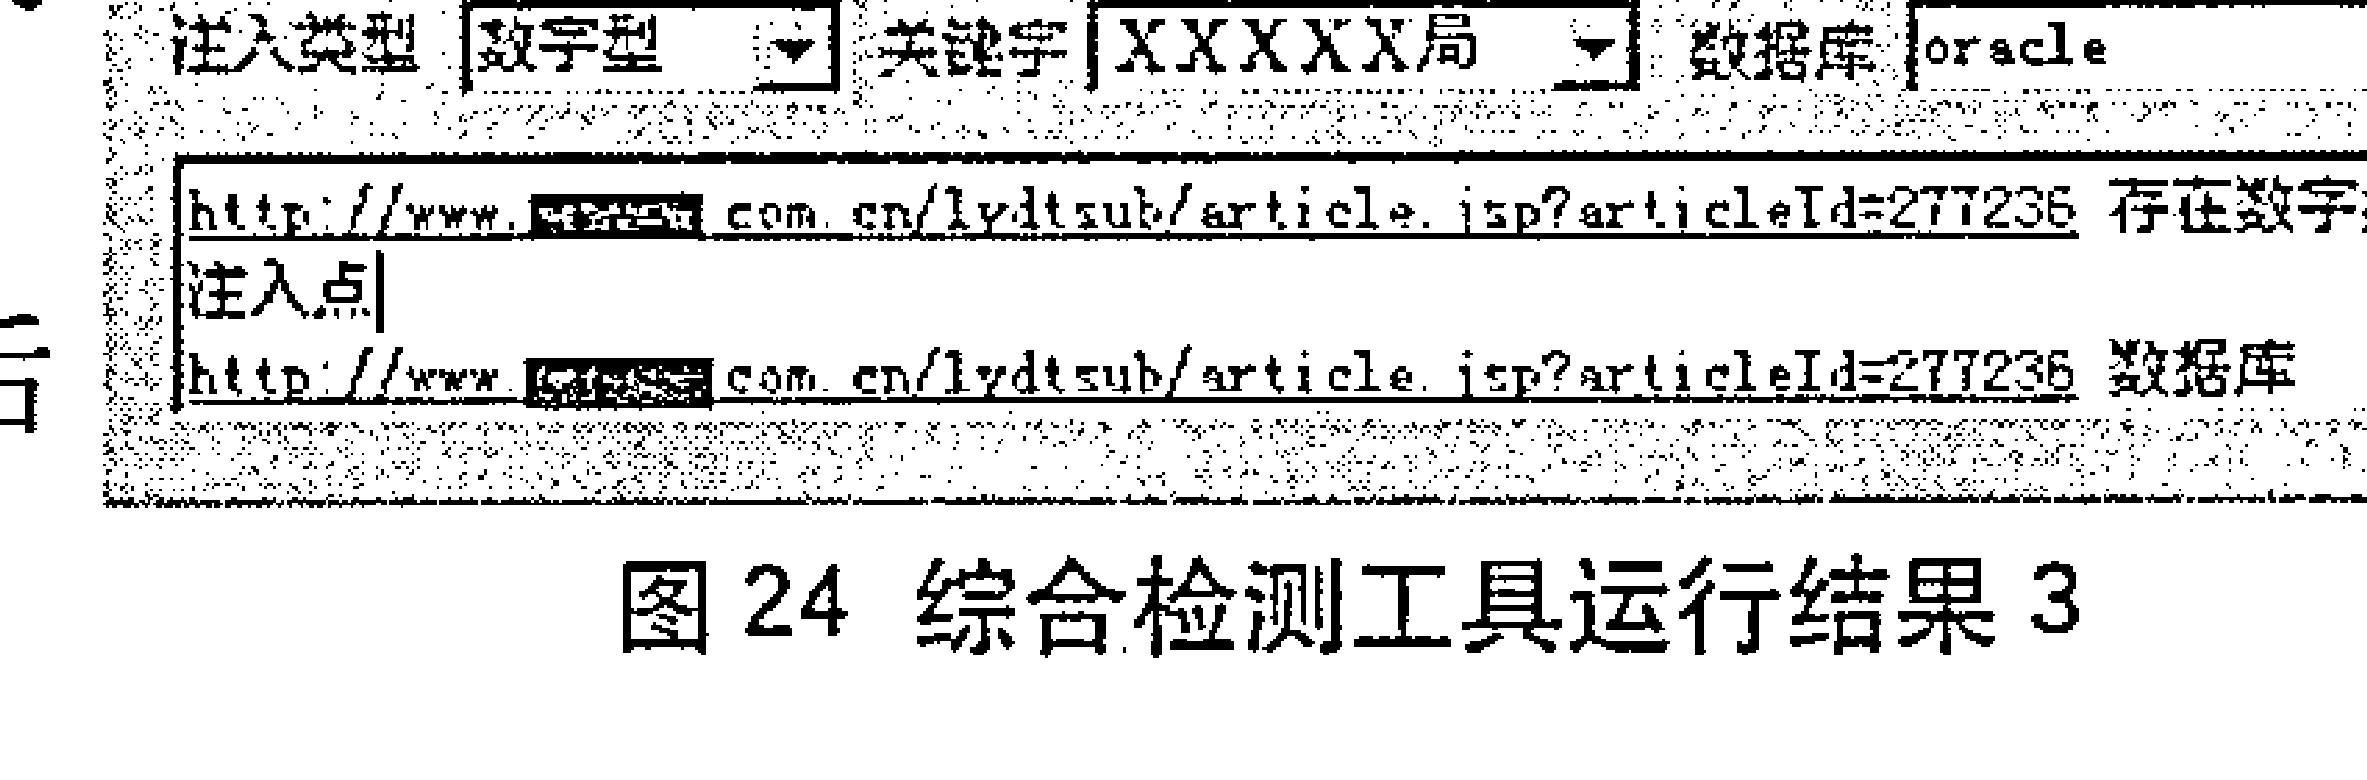 注入类型 数字型 关键字 XXXXX局 数据库 oracle
http://www. com.cn/lydtsub/article.jsp?articleId=277236 存在数字
注入点
http://www. com.cn/lydtsub/article.jsp?articleId=277236 数据库
后
图 24 综合检测工具运行结果 3